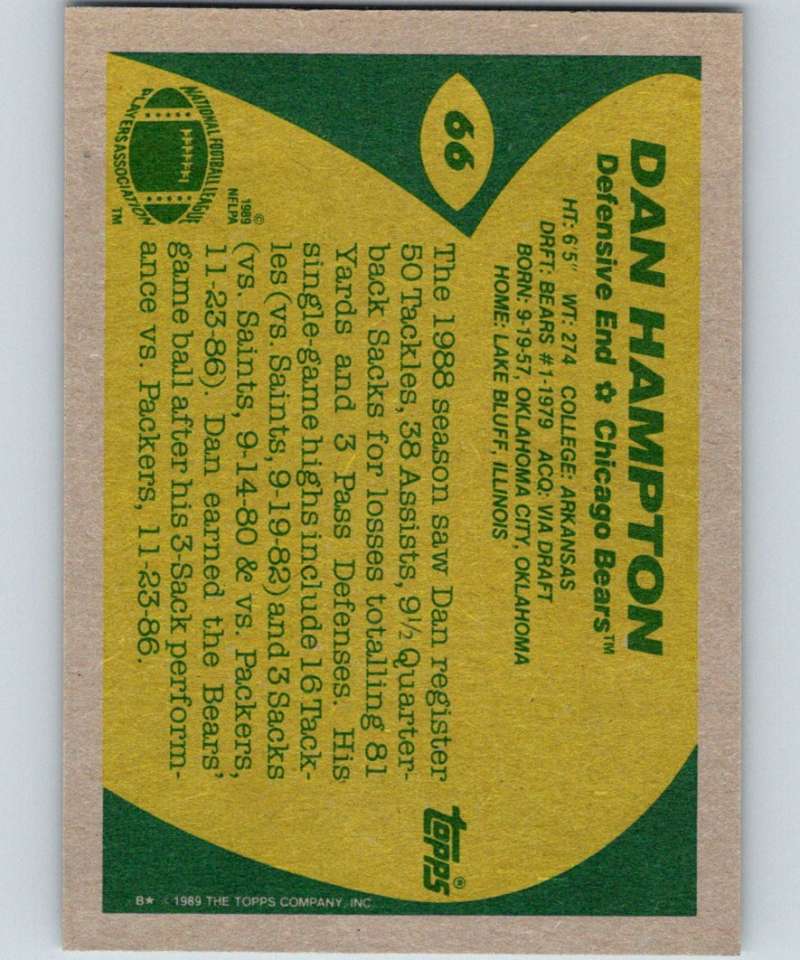 66
DAN HAMPTON
Defensive End ✿ Chicago Bears™
HT: 6'5" WT: 274 COLLEGE: ARKANSAS
DRFT: BEARS #1-1979 ACQ: VIA DRAFT
BORN: 9-19-57, OKLAHOMA CITY, OKLAHOMA
HOME: LAKE BLUFF, ILLINOIS
The 1988 season saw Dan register
50 Tackles, 38 Assists, 9½ Quarter-
back Sacks for losses totalling 81
Yards and 3 Pass Defenses. His
single-game highs include 16 Tack-
les (vs. Saints, 9-19-82) and 3 Sacks
(vs. Saints, 9-14-80 & vs. Packers,
11-23-86). Dan earned the Bears'
game ball after his 3-Sack perform-
ance vs. Packers, 11-23-86.
©
1989
NFLPA
NATIONAL FOOTBALL LEAGUE
PLAYERS ASSOCIATION
™
topps®
B★ © 1989 THE TOPPS COMPANY, INC.